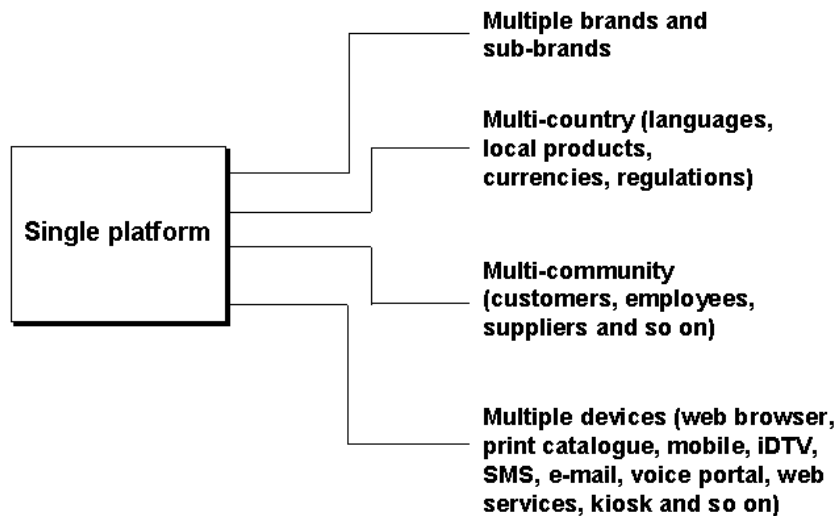 Multiple brands and
sub-brands
Multi-country (languages,
local products,
currencies, regulations)
Single platform
Multi-community
(customers, employees,
suppliers and so on)
Multiple devices (web browser,
print catalogue, mobile, iDTV,
SMS, e-mail, voice portal, web
services, kiosk and so on)